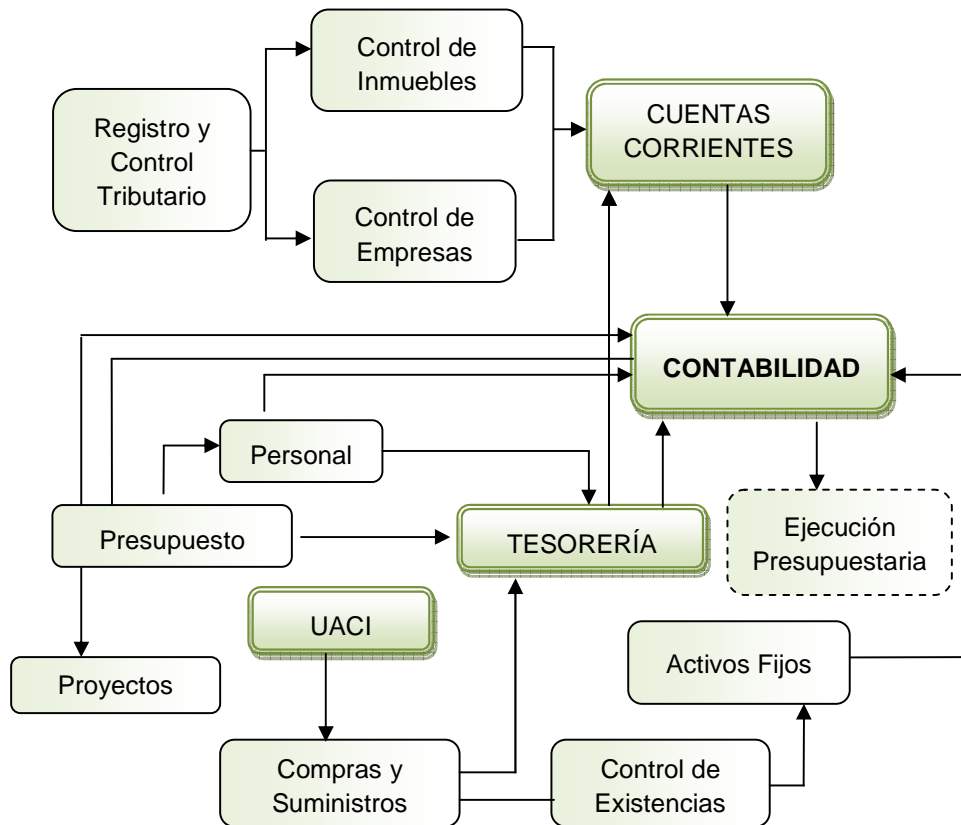 Control de
Inmuebles
Registro y
Control
Tributario
CUENTAS
CORRIENTES
Control de
Empresas
CONTABILIDAD
Personal
Presupuesto
TESORERÍA
Ejecución
Presupuestaria
UACI
Proyectos
Activos Fijos
Compras y
Suministros
Control de
Existencias